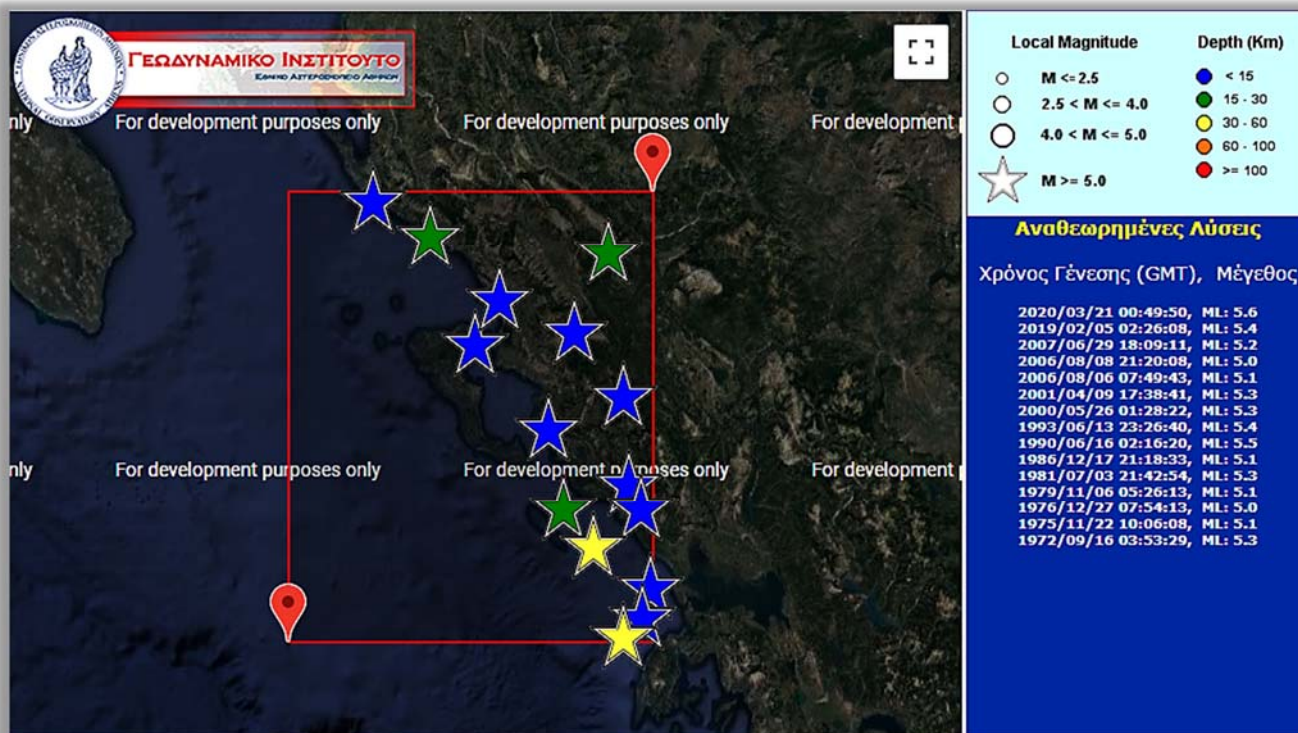 ΓΕΩΔΥΝΑΜΙΚΟ ΙΝΣΤΙΤΟΥΤΟ
ΕΘΝΙΚΟ ΑΣΤΕΡΟΣΚΟΠΕΙΟ ΑΘΗΝΩΝ
nly
For development purposes only
For development purposes only
For development p
nly
For development purposes only
For development purposes only
For development p
Local Magnitude
M <= 2.5
2.5 < M <= 4.0
4.0 < M <= 5.0
M >= 5.0
Depth (Km)
< 15
15 - 30
30 - 60
60 - 100
>= 100
Αναθεωρημένες Λύσεις
Χρόνος Γένεσης (GMT), Μέγεθος
2020/03/21 00:49:50, ML: 5.6
2019/02/05 02:26:08, ML: 5.4
2007/06/29 18:09:11, ML: 5.2
2006/08/08 21:20:08, ML: 5.0
2006/08/06 07:49:43, ML: 5.1
2001/04/09 17:38:41, ML: 5.3
2000/05/26 01:28:22, ML: 5.3
1993/06/13 23:26:40, ML: 5.4
1990/06/16 02:16:20, ML: 5.5
1986/12/17 21:18:33, ML: 5.1
1981/07/03 21:42:54, ML: 5.3
1979/11/06 05:26:13, ML: 5.1
1976/12/27 07:54:13, ML: 5.0
1975/11/22 10:06:08, ML: 5.1
1972/09/16 03:53:29, ML: 5.3